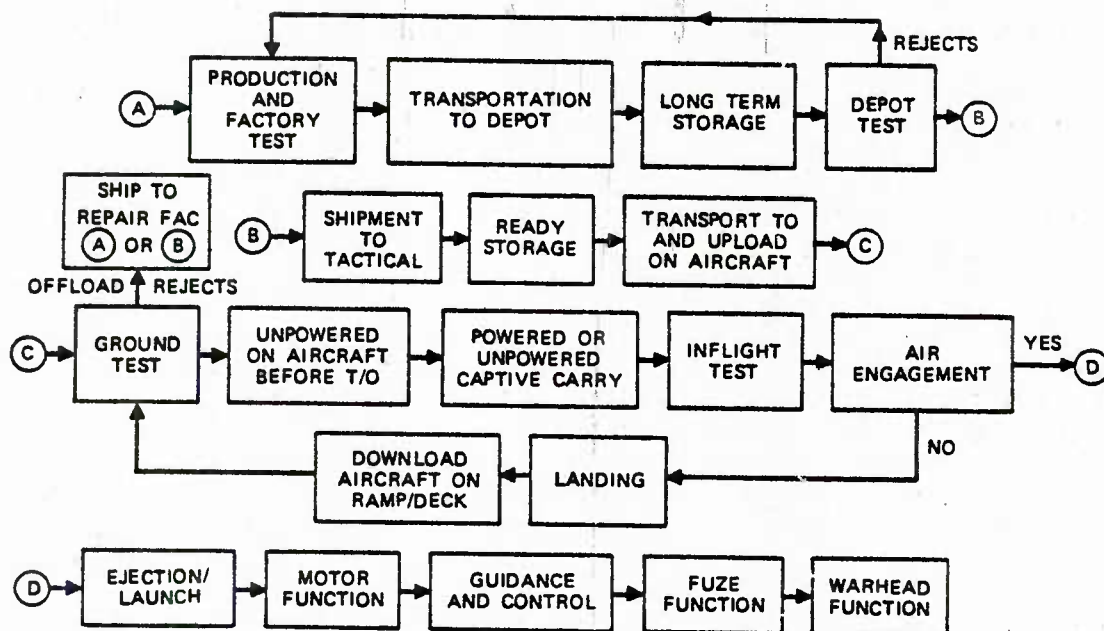 REJECTS
A
PRODUCTION
AND
FACTORY
TEST
TRANSPORTATION
TO DEPOT
LONG TERM
STORAGE
DEPOT
TEST
B
SHIP TO
REPAIR FAC
A OR B
B
SHIPMENT
TO
TACTICAL
READY
STORAGE
TRANSPORT TO
AND UPLOAD
ON AIRCRAFT
C
OFFLOAD REJECTS
C
GROUND
TEST
UNPOWERED
ON AIRCRAFT
BEFORE T/O
POWERED OR
UNPOWERED
CAPTIVE CARRY
INFLIGHT
TEST
AIR
ENGAGEMENT
YES
D
NO
DOWNLOAD
AIRCRAFT ON
RAMP/DECK
LANDING
D
EJECTION/
LAUNCH
MOTOR
FUNCTION
GUIDANCE
AND CONTROL
FUZE
FUNCTION
WARHEAD
FUNCTION